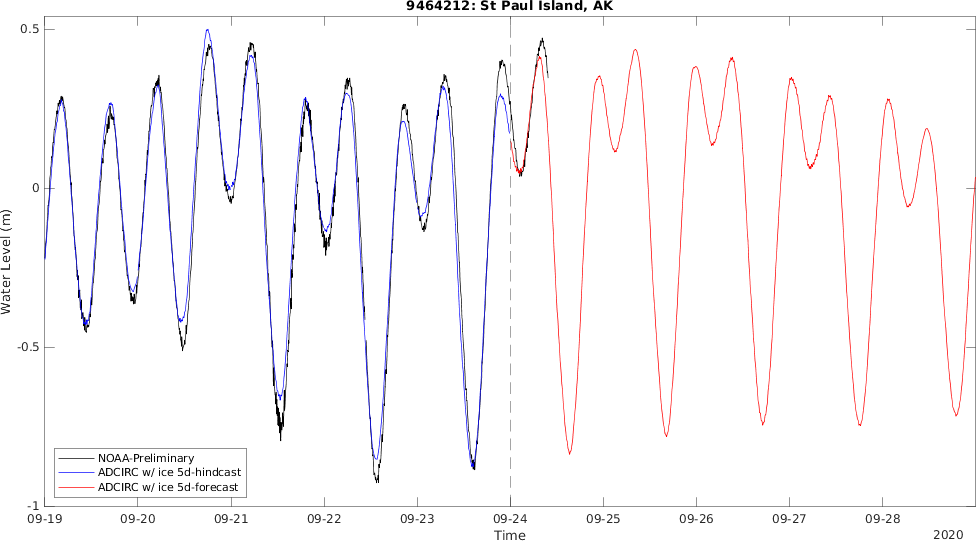 9464212: St Paul Island, AK
0.5
0
-0.5
-1
Water Level (m)
NOAA-Preliminary
ADCIRC w/ ice 5d-hindcast
ADCIRC w/ ice 5d-forecast
09-19 09-20 09-21 09-22 09-23 09-24 09-25 09-26 09-27 09-28
Time
2020